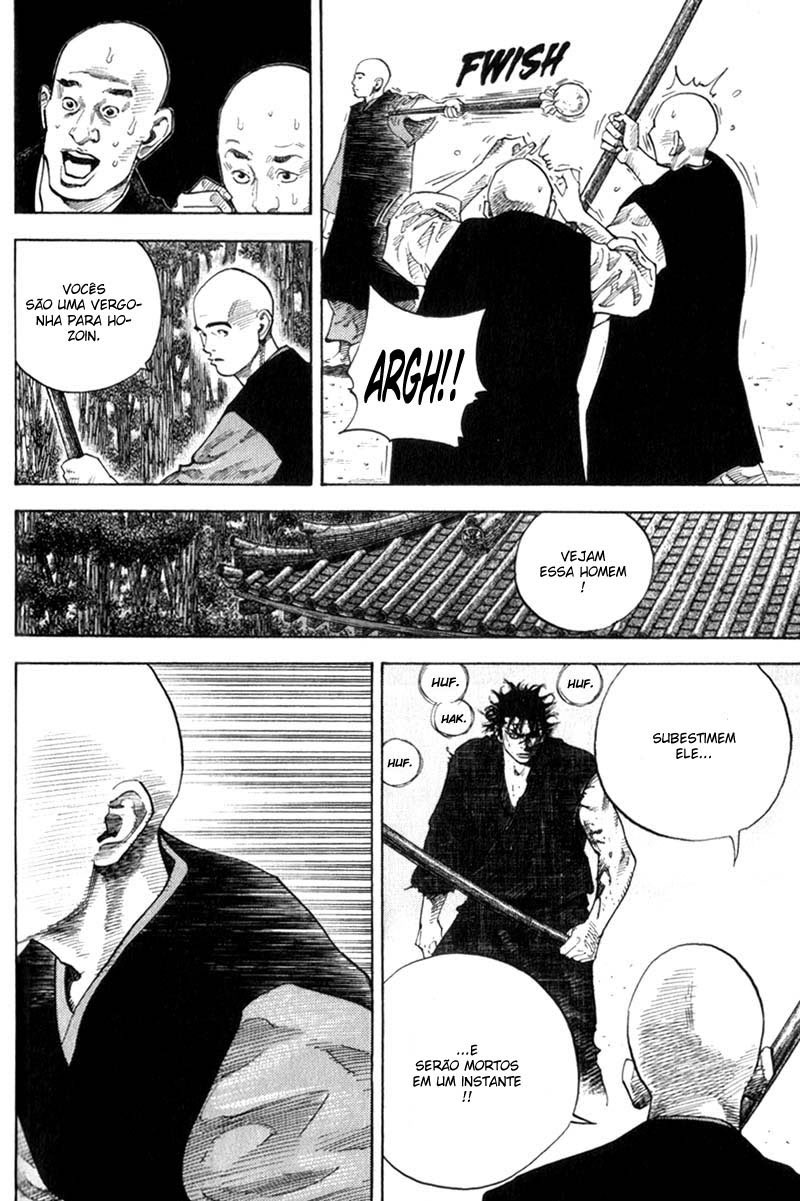 FWISH
ARGH!!
VOCÊS
SÃO UMA VERGO-
NHA PARA HO-
ZOIN.
VEJAM
ESSA HOMEM
!
HUF.
HAK.
HUF.
HUF.
SUBESTIMEM
ELE...
...E
SERÃO MORTOS
EM UM INSTANTE
!!